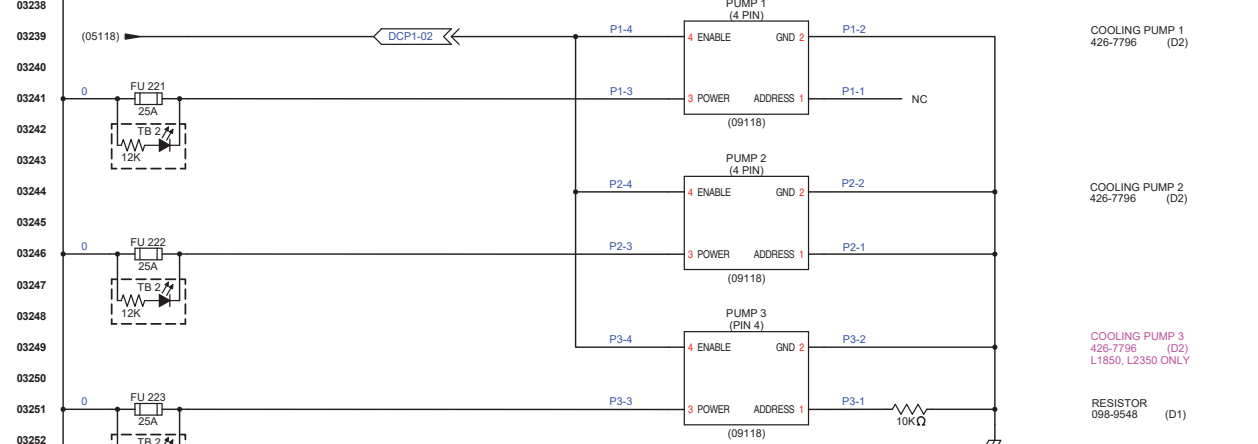 03238
PUMP 1
(4 PIN)
03239 (05118) DCP1-02 P1-4 4 ENABLE GND 2 P1-2 COOLING PUMP 1
426-7796 (D2)
03240
FU 221
03241 0 P1-3 3 POWER ADDRESS 1 P1-1 NC
25A
(09118)
03242 TB 2
12K
03243
PUMP 2
(4 PIN)
03244 P2-4 4 ENABLE GND 2 P2-2 COOLING PUMP 2
426-7796 (D2)
03245
FU 222
03246 0 P2-3 3 POWER ADDRESS 1 P2-1
25A
(09118)
03247 TB 2
12K
03248
PUMP 3
(PIN 4)
03249 P3-4 4 ENABLE GND 2 P3-2 COOLING PUMP 3
426-7796 (D2)
L1850, L2350 ONLY
03250
FU 223
03251 0 P3-3 3 POWER ADDRESS 1 P3-1 RESISTOR
098-9548 (D1)
25A 10KΩ
(09118)
03252 TB 2